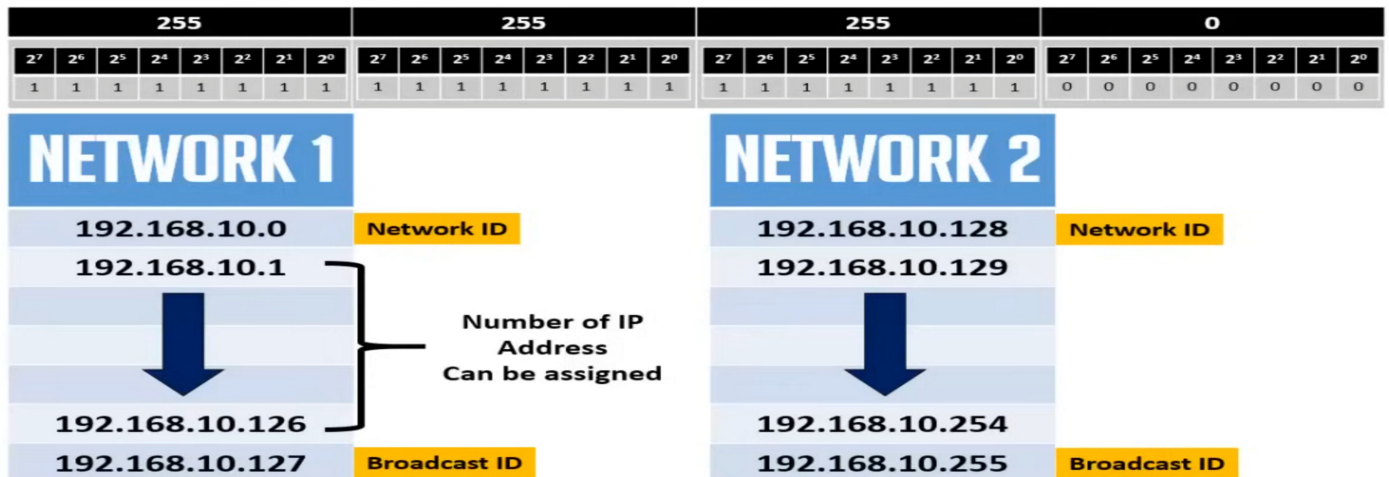 255 255 255 0
2⁷ 2⁶ 2⁵ 2⁴ 2³ 2² 2¹ 2⁰ 2⁷ 2⁶ 2⁵ 2⁴ 2³ 2² 2¹ 2⁰ 2⁷ 2⁶ 2⁵ 2⁴ 2³ 2² 2¹ 2⁰ 2⁷ 2⁶ 2⁵ 2⁴ 2³ 2² 2¹ 2⁰
1 1 1 1 1 1 1 1 1 1 1 1 1 1 1 1 1 1 1 1 1 1 1 1 0 0 0 0 0 0 0 0
NETWORK 1
192.168.10.0 Network ID
192.168.10.1
Number of IP
Address
Can be assigned
192.168.10.126
192.168.10.127 Broadcast ID
NETWORK 2
192.168.10.128 Network ID
192.168.10.129
192.168.10.254
192.168.10.255 Broadcast ID